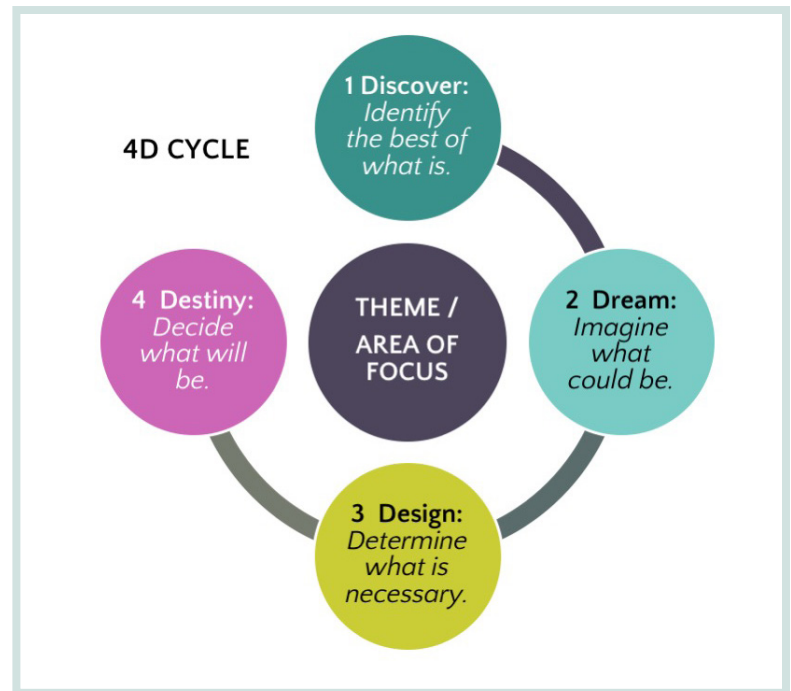 4D CYCLE
1 Discover:
Identify
the best of
what is.
2 Dream:
Imagine
what
could be.
3 Design:
Determine
what is
necessary.
4 Destiny:
Decide
what will
be.
THEME /
AREA OF
FOCUS